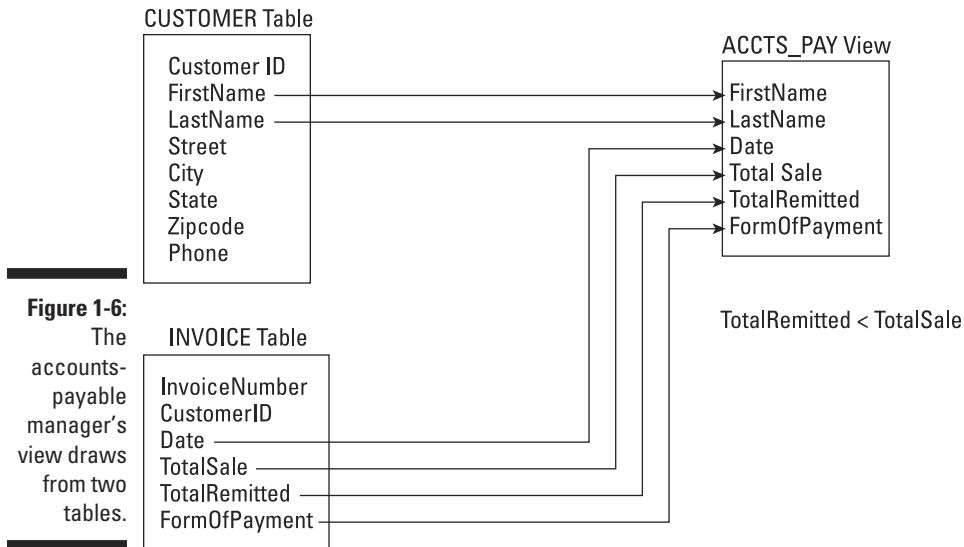 CUSTOMER Table
Customer ID
FirstName
LastName
Street
City
State
Zipcode
Phone
ACCTS_PAY View
FirstName
LastName
Date
Total Sale
TotalRemitted
FormOfPayment
TotalRemitted < TotalSale
Figure 1-6:
The
accounts-
payable
manager's
view draws
from two
tables.
INVOICE Table
InvoiceNumber
CustomerID
Date
TotalSale
TotalRemitted
FormOfPayment